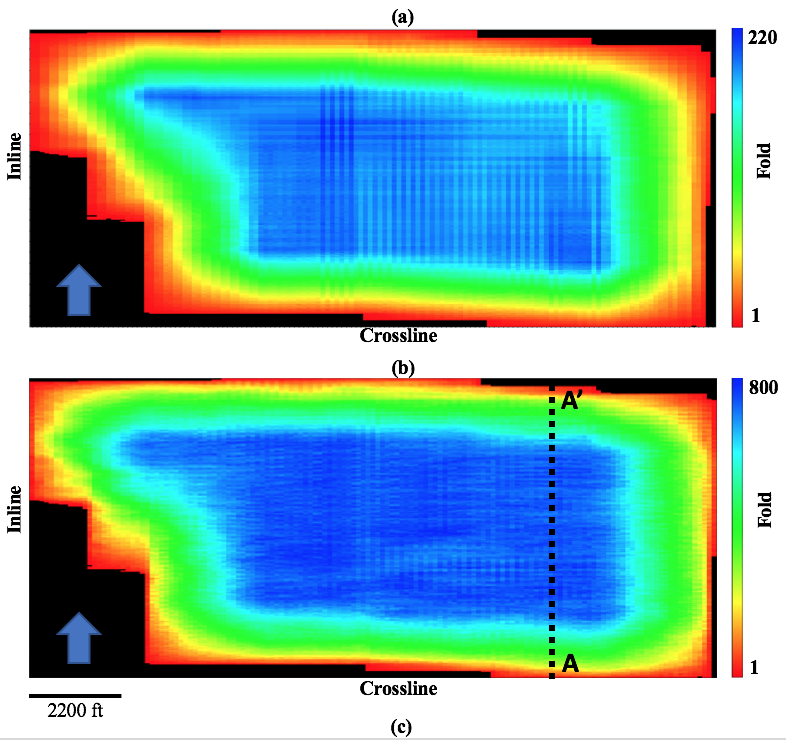 (a)
220
Inline
Fold
1
Crossline
(b)
800
A’
Inline
Fold
A
1
Crossline
2200 ft
(c)